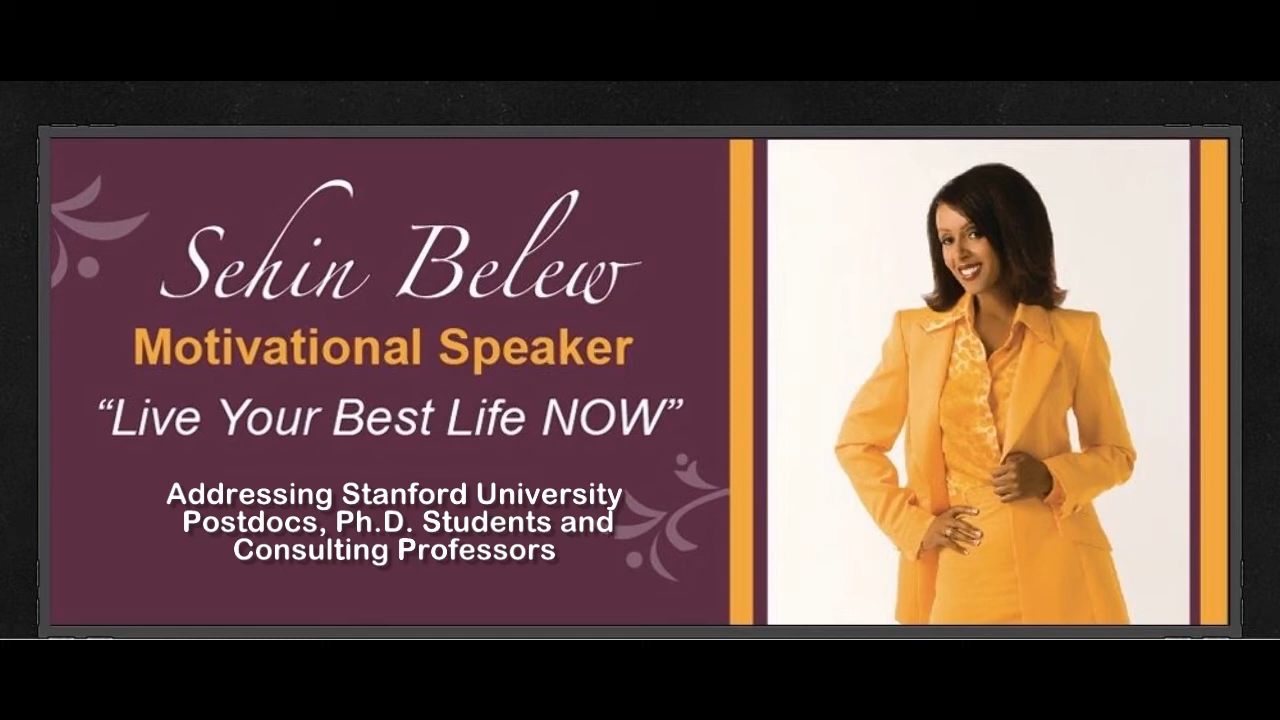 Sehin Belew
Motivational Speaker
“Live Your Best Life NOW”
Addressing Stanford University
Postdocs, Ph.D. Students and
Consulting Professors